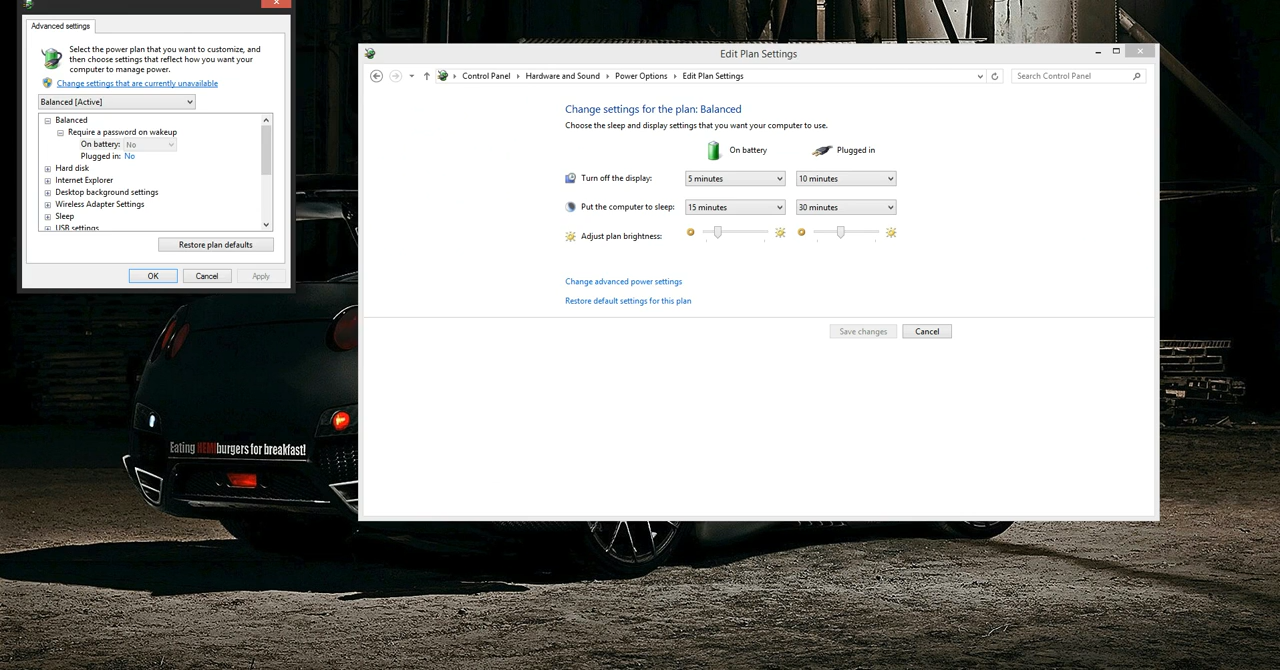 Advanced settings
Select the power plan that you want to customize, and
then choose settings that reflect how you want your
computer to manage power.
Change settings that are currently unavailable
Balanced [Active]
Balanced
Require a password on wakeup
On battery: No
Plugged in: No
Hard disk
Internet Explorer
Desktop background settings
Wireless Adapter Settings
Sleep
USB settings
Restore plan defaults
OK Cancel Apply
Edit Plan Settings
Control Panel Hardware and Sound Power Options Edit Plan Settings
Search Control Panel
Change settings for the plan: Balanced
Choose the sleep and display settings that you want your computer to use.
On battery Plugged in
Turn off the display: 5 minutes 10 minutes
Put the computer to sleep: 15 minutes 30 minutes
Adjust plan brightness:
Change advanced power settings
Restore default settings for this plan
Save changes Cancel
Eating HEMI burgers for breakfast!